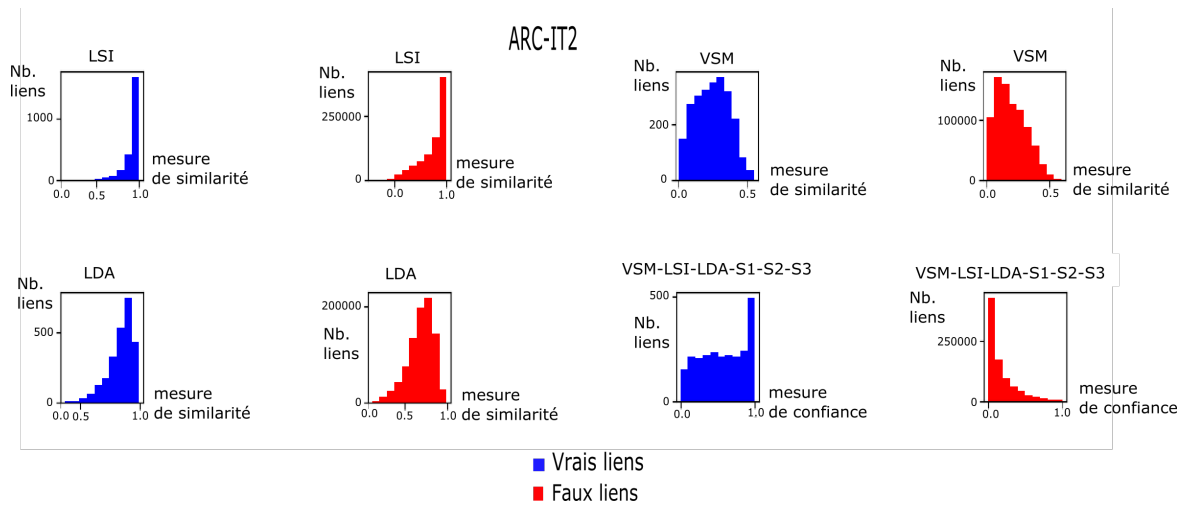 ARC-IT2
LSI
Nb.
liens
1000
0
0.0
0.5
1.0
mesure
de similarité
LSI
Nb.
liens
250000
0
0.0
1.0
mesure
de similarité
VSM
Nb.
liens
200
0
0.0
0.5
mesure
de similarité
VSM
Nb.
liens
100000
0
0.0
0.5
mesure
de similarité
LDA
Nb.
liens
500
0
0.0
0.5
1.0
mesure
de similarité
LDA
200000
Nb.
liens
0
0.0
0.5
1.0
mesure
de similarité
VSM-LSI-LDA-S1-S2-S3
500
Nb.
liens
0
0.0
1.0
mesure
de confiance
VSM-LSI-LDA-S1-S2-S3
Nb.
liens
250000
0
0.0
1.0
mesure
de confiance
Vrais liens
Faux liens